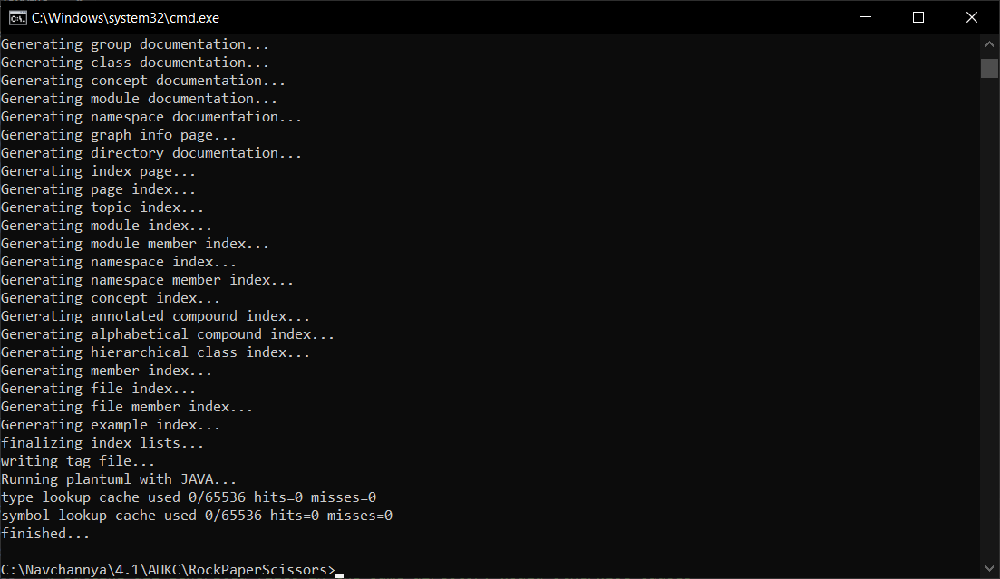 C:\Windows\system32\cmd.exe
Generating group documentation...
Generating class documentation...
Generating concept documentation...
Generating module documentation...
Generating namespace documentation...
Generating graph info page...
Generating directory documentation...
Generating index page...
Generating page index...
Generating topic index...
Generating module index...
Generating module member index...
Generating namespace index...
Generating namespace member index...
Generating concept index...
Generating annotated compound index...
Generating alphabetical compound index...
Generating hierarchical class index...
Generating member index...
Generating file index...
Generating file member index...
Generating example index...
finalizing index lists...
writing tag file...
Running plantuml with JAVA...
type lookup cache used 0/65536 hits=0 misses=0
symbol lookup cache used 0/65536 hits=0 misses=0
finished...
C:\Navchannya\4.1\АПКС\RockPaperScissors>